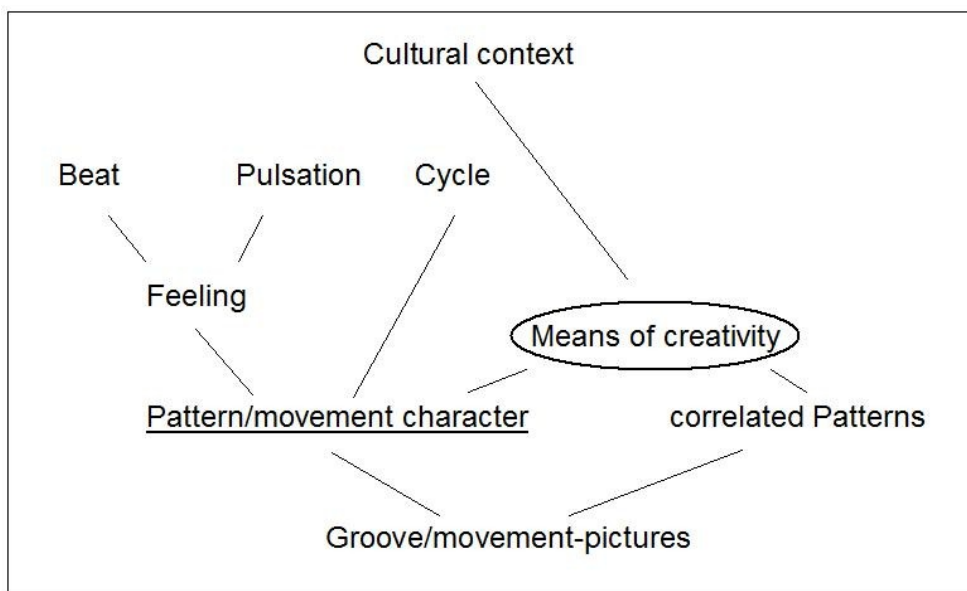 Cultural context
Beat Pulsation Cycle
Feeling
Means of creativity
Pattern/movement character correlated Patterns
Groove/movement-pictures